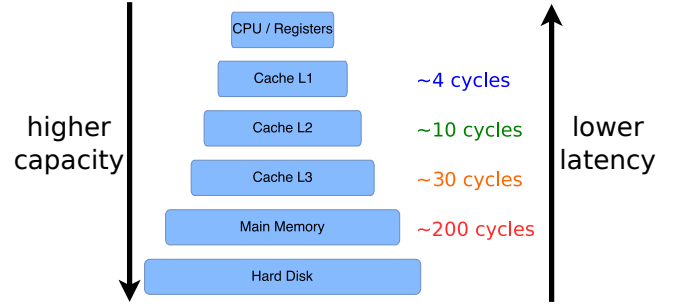 CPU / Registers
Cache L1
~4 cycles
higher
capacity
Cache L2
~10 cycles
lower
latency
Cache L3
~30 cycles
Main Memory
~200 cycles
Hard Disk